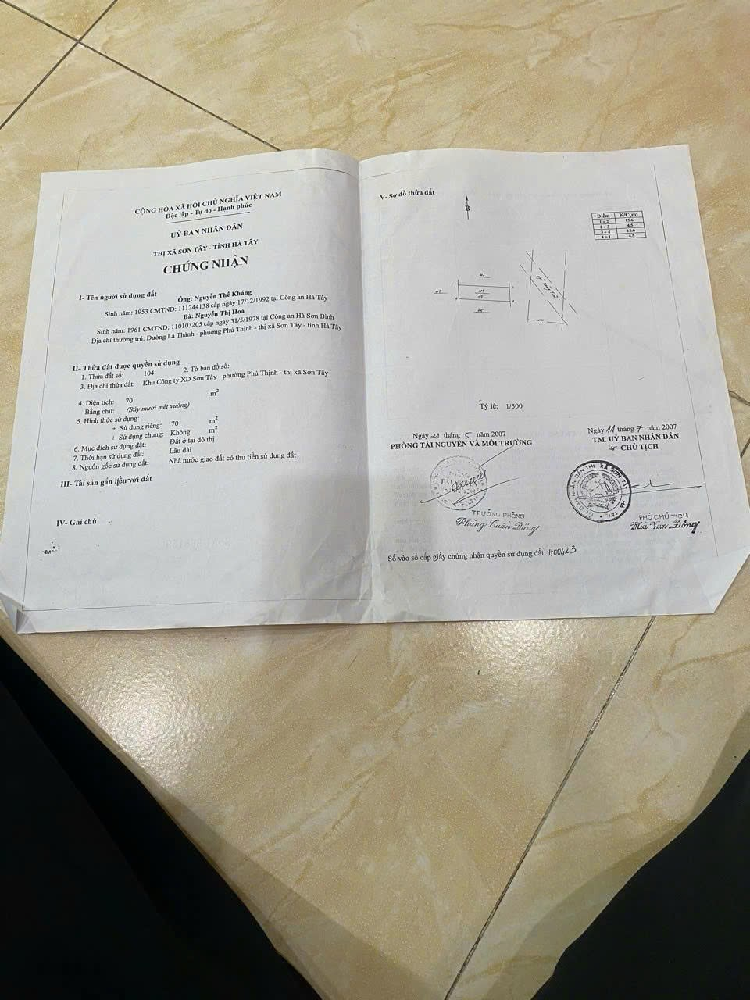 CỘNG HÒA XÃ HỘI CHỦ NGHĨA VIỆT NAM
Độc lập - Tự do - Hạnh phúc
UỶ BAN NHÂN DÂN
THỊ XÃ SƠN TÂY - TỈNH HÀ TÂY
CHỨNG NHẬN
I- Tên người sử dụng đất
Ông: Nguyễn Thế Kháng
Sinh năm: 1953 CMTND: 111244138 cấp ngày 17/12/1992 tại Công an Hà Tây
Bà: Nguyễn Thị Hoà
Sinh năm: 1961 CMTND: 110103205 cấp ngày 31/5/1978 tại Công an Hà Sơn Bình
Địa chỉ thường trú: Đường La Thành - phường Phú Thịnh - thị xã Sơn Tây - tỉnh Hà Tây
II- Thửa đất được quyền sử dụng
1. Thửa đất số: 104 2. Tờ bản đồ số:
3. Địa chỉ thửa đất: Khu Công ty XD Sơn Tây - phường Phú Thịnh - thị xã Sơn Tây
4. Diện tích: 70 m²
Bằng chữ: (Bảy mươi mét vuông)
5. Hình thức sử dụng:
+ Sử dụng riêng: 70 m²
+ Sử dụng chung: Không m²
6. Mục đích sử dụng đất: Đất ở tại đô thị
7. Thời hạn sử dụng đất: Lâu dài
8. Nguồn gốc sử dụng đất: Nhà nước giao đất có thu tiền sử dụng đất
III- Tài sản gắn liền với đất
IV- Ghi chú
V- Sơ đồ thửa đất
B
Điểm K/C(m)
1 ÷ 2 15.6
2 ÷ 3 4.5
3 ÷ 4 15.6
4 ÷ 1 4.5
Tỷ lệ: 1/500
Ngày 29 tháng 5 năm 2007
PHÒNG TÀI NGUYÊN VÀ MÔI TRƯỜNG
TRƯỞNG PHÒNG
Phùng Tuấn Dũng
Ngày 11 tháng 7 năm 2007
TM. UỶ BAN NHÂN DÂN
CHỦ TỊCH
PHÓ CHỦ TỊCH
Văn Đông
Số vào sổ cấp giấy chứng nhận quyền sử dụng đất: H00423